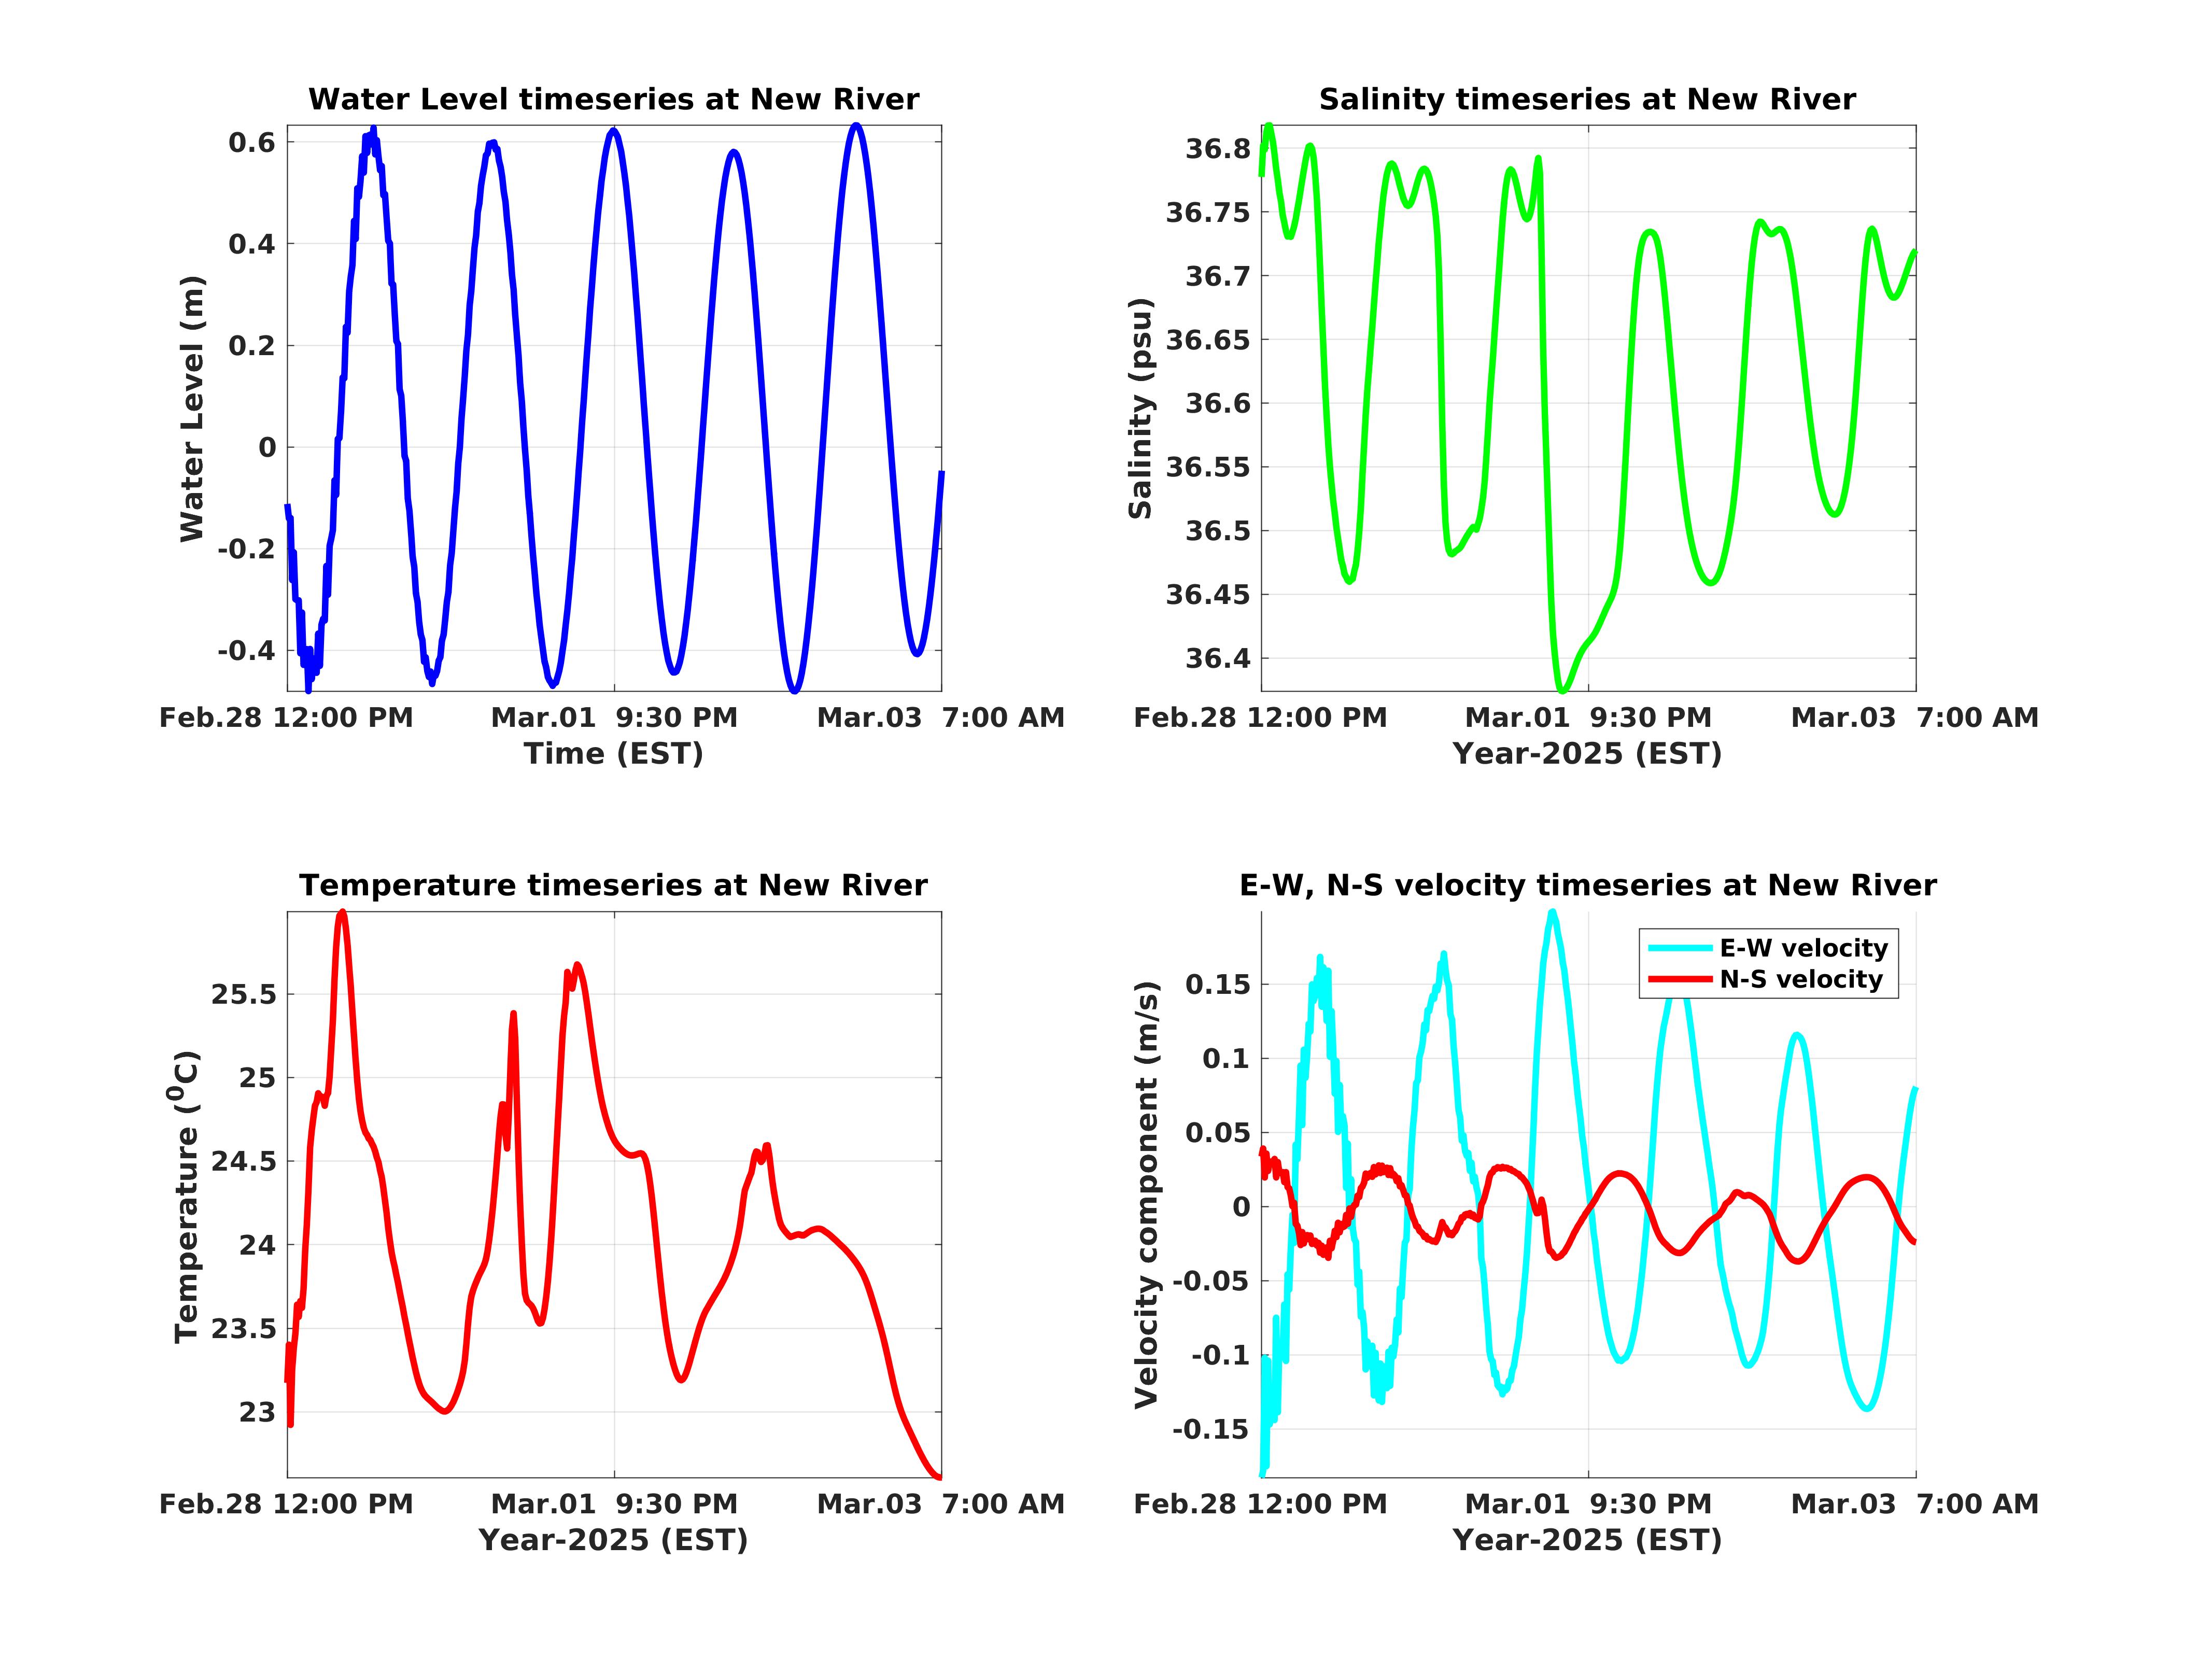 Water Level timeseries at New River
0.6
0.4
0.2
0
-0.2
-0.4
Water Level (m)
Feb.28 12:00 PM Mar.01 9:30 PM Mar.03 7:00 AM
Time (EST)
Salinity timeseries at New River
36.8
36.75
36.7
36.65
36.6
36.55
36.5
36.45
36.4
Salinity (psu)
Feb.28 12:00 PM Mar.01 9:30 PM Mar.03 7:00 AM
Year-2025 (EST)
Temperature timeseries at New River
25.5
25
24.5
24
23.5
23
Temperature (⁰C)
Feb.28 12:00 PM Mar.01 9:30 PM Mar.03 7:00 AM
Year-2025 (EST)
E-W, N-S velocity timeseries at New River
E-W velocity
N-S velocity
0.15
0.1
0.05
0
-0.05
-0.1
-0.15
Velocity component (m/s)
Feb.28 12:00 PM Mar.01 9:30 PM Mar.03 7:00 AM
Year-2025 (EST)